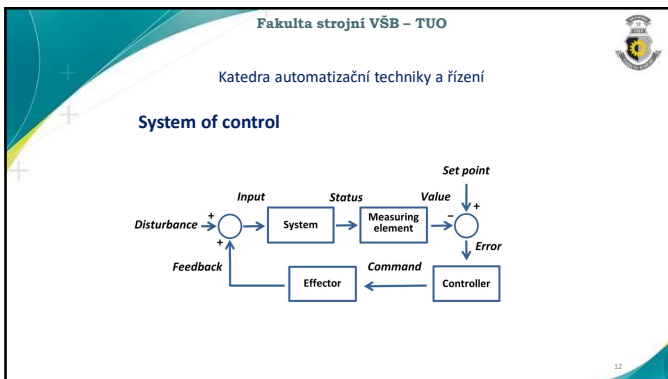 Fakulta strojní VŠB – TUO
Katedra automatizační techniky a řízení
System of control
Set point
Input Status Value
Disturbance + System Measuring element − +
+ Error
Feedback Command
Effector Controller
12